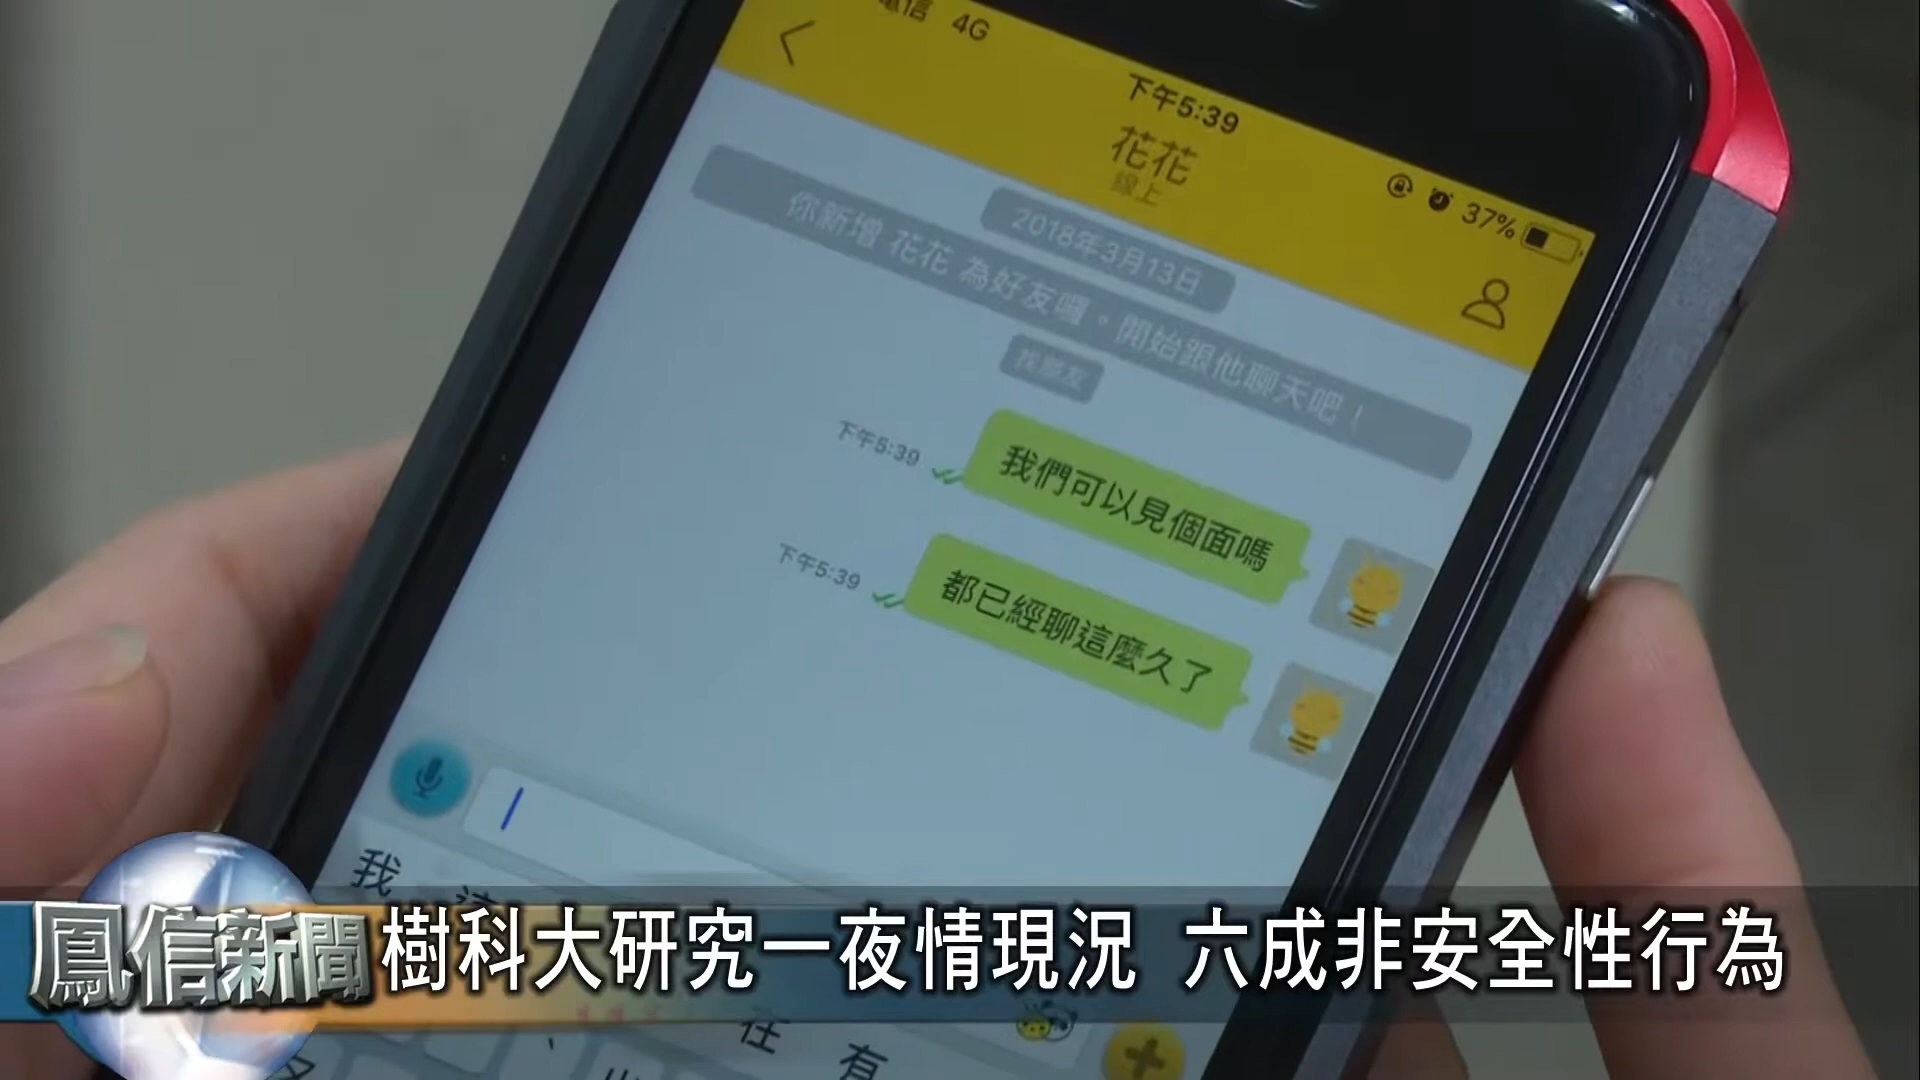 電信 4G
下午5:39
37%
花花
線上
2018年3月13日
你新增 花花 為好友囉。開始跟他聊天吧!
我們可以見個面嗎
下午5:39
都已經聊這麼久了
下午5:39
我
在
有
鳳信新聞
樹科大研究一夜情現況 六成非安全性行為